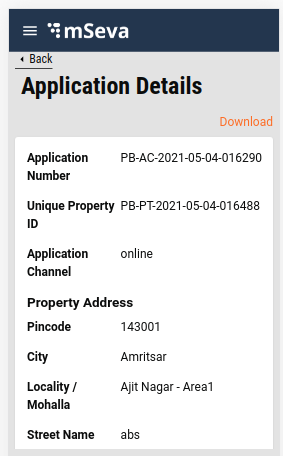 mSeva
Back
Application Details
Download
Application PB-AC-2021-05-04-016290
Number
Unique Property PB-PT-2021-05-04-016488
ID
Application online
Channel
Property Address
Pincode 143001
City Amritsar
Locality / Ajit Nagar - Area1
Mohalla
Street Name abs